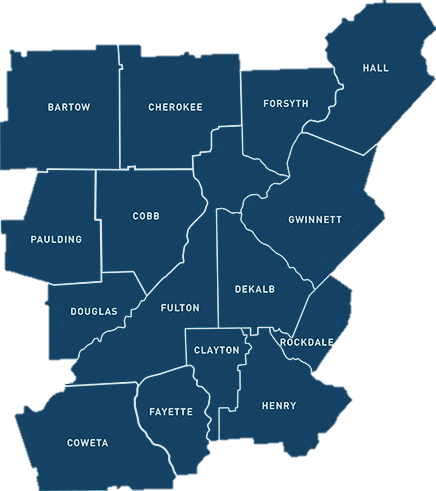 HALL
FORSYTH
BARTOW
CHEROKEE
COBB
GWINNETT
PAULDING
DEKALB
FULTON
DOUGLAS
ROCKDALE
CLAYTON
HENRY
FAYETTE
COWETA